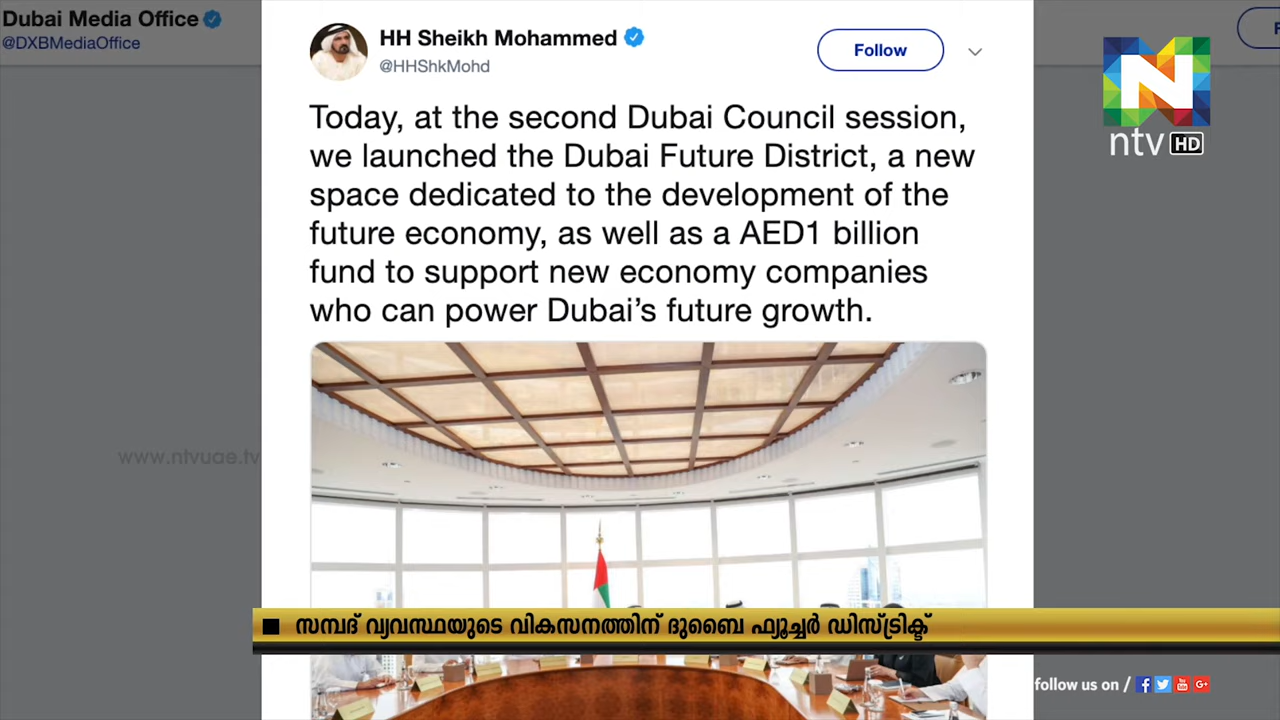 Dubai Media Office
@DXBMediaOffice
HH Sheikh Mohammed
@HHShkMohd
Follow
Today, at the second Dubai Council session,
we launched the Dubai Future District, a new
space dedicated to the development of the
future economy, as well as a AED1 billion
fund to support new economy companies
who can power Dubai’s future growth.
N
ntv HD
www.ntvuae.tv
സമ്പദ് വ്യവസ്ഥയുടെ വികസനത്തിന് ദുബൈ ഫ്യൂച്ചർ ഡിസ്ട്രിക്ട്
follow us on /